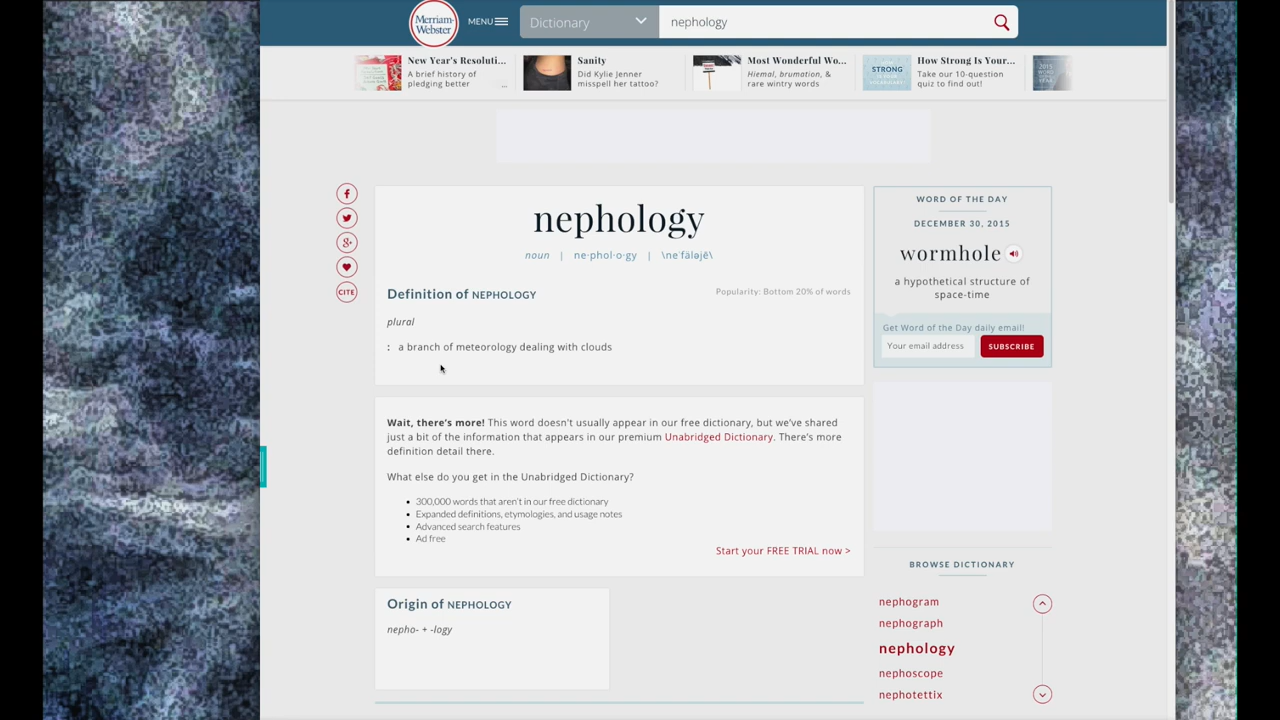 Merriam-
Webster
MENU
Dictionary
nephology
New Year's Resoluti...
A brief history of
pledging better
...
Sanity
Did Kylie Jenner
misspell her tattoo?
Most Wonderful Wo...
Hiemal, brumation, &
rare wintry words
STRONG
How Strong Is Your...
Take our 10-question
quiz to find out!
nephology
noun | ne·phol·o·gy | \ne¦fäləjē\
Definition of NEPHOLOGY
Popularity: Bottom 20% of words
plural
: a branch of meteorology dealing with clouds
CITE
Wait, there's more! This word doesn't usually appear in our free dictionary, but we've shared
just a bit of the information that appears in our premium Unabridged Dictionary. There's more
definition detail there.
What else do you get in the Unabridged Dictionary?
• 300,000 words that aren't in our free dictionary
• Expanded definitions, etymologies, and usage notes
• Advanced search features
• Ad free
Start your FREE TRIAL now >
Origin of NEPHOLOGY
nepho- + -logy
WORD OF THE DAY
DECEMBER 30, 2015
wormhole
a hypothetical structure of
space-time
Get Word of the Day daily email!
Your email address
SUBSCRIBE
BROWSE DICTIONARY
nephogram
nephograph
nephology
nephoscope
nephotettix